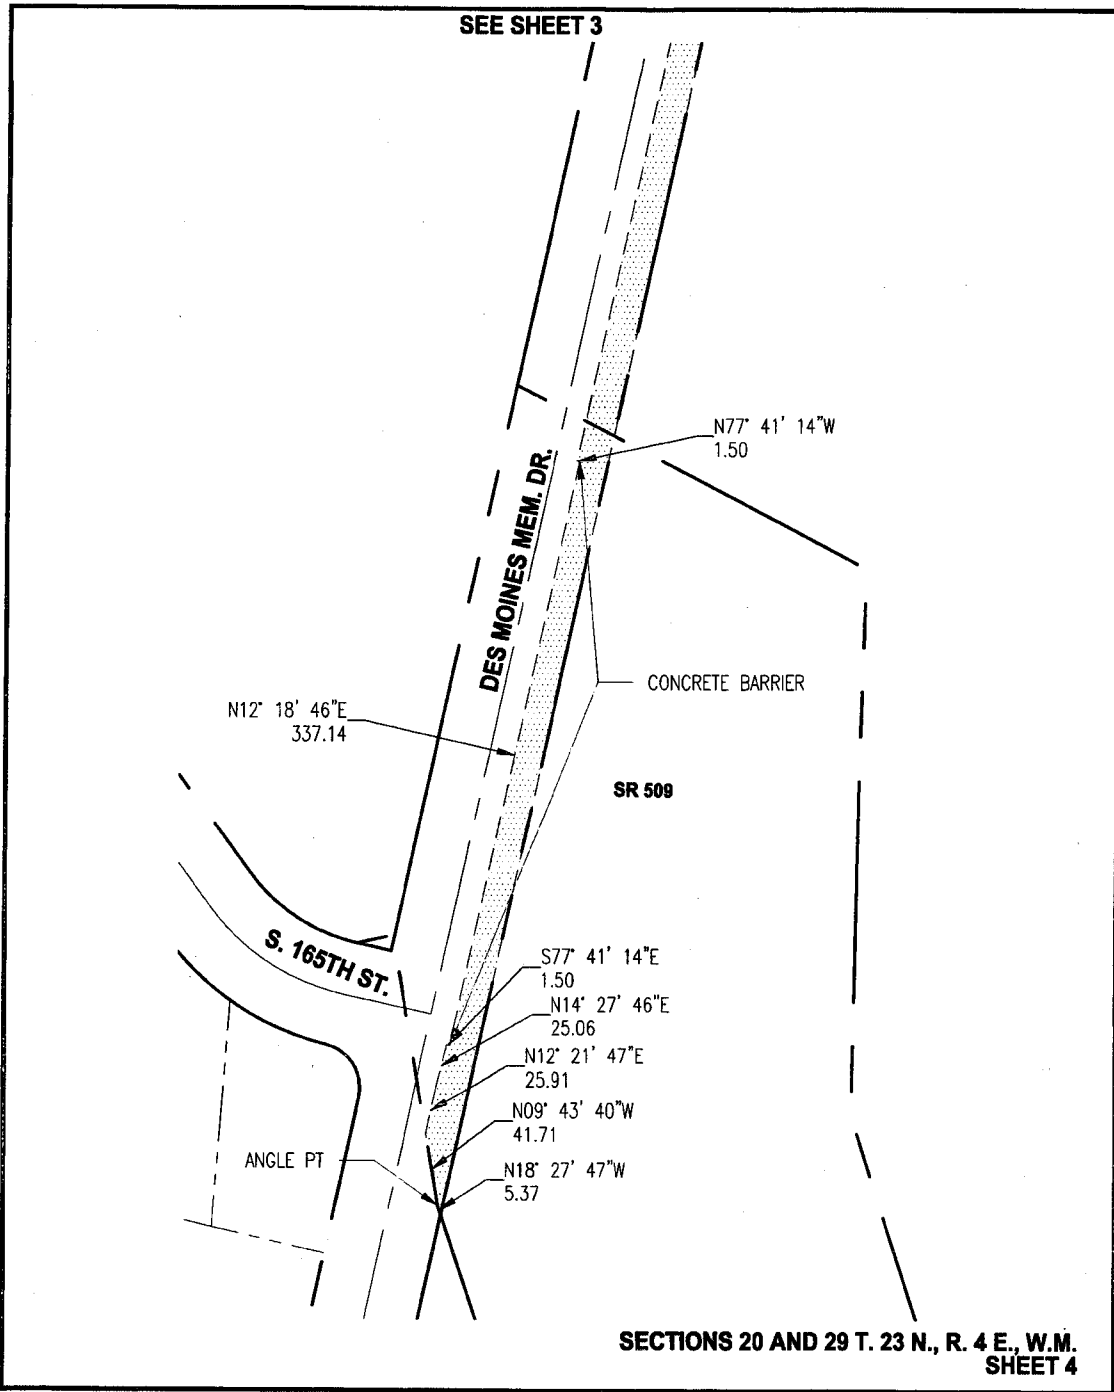 SEE SHEET 3
N77° 41' 14"W
1.50
DES MOINES MEM. DR.
CONCRETE BARRIER
N12° 18' 46"E
337.14
SR 509
S. 165TH ST.
S77° 41' 14"E
1.50
N14° 27' 46"E
25.06
N12° 21' 47"E
25.91
N09° 43' 40"W
41.71
ANGLE PT
N18° 27' 47"W
5.37
SECTIONS 20 AND 29 T. 23 N., R. 4 E., W.M.
SHEET 4